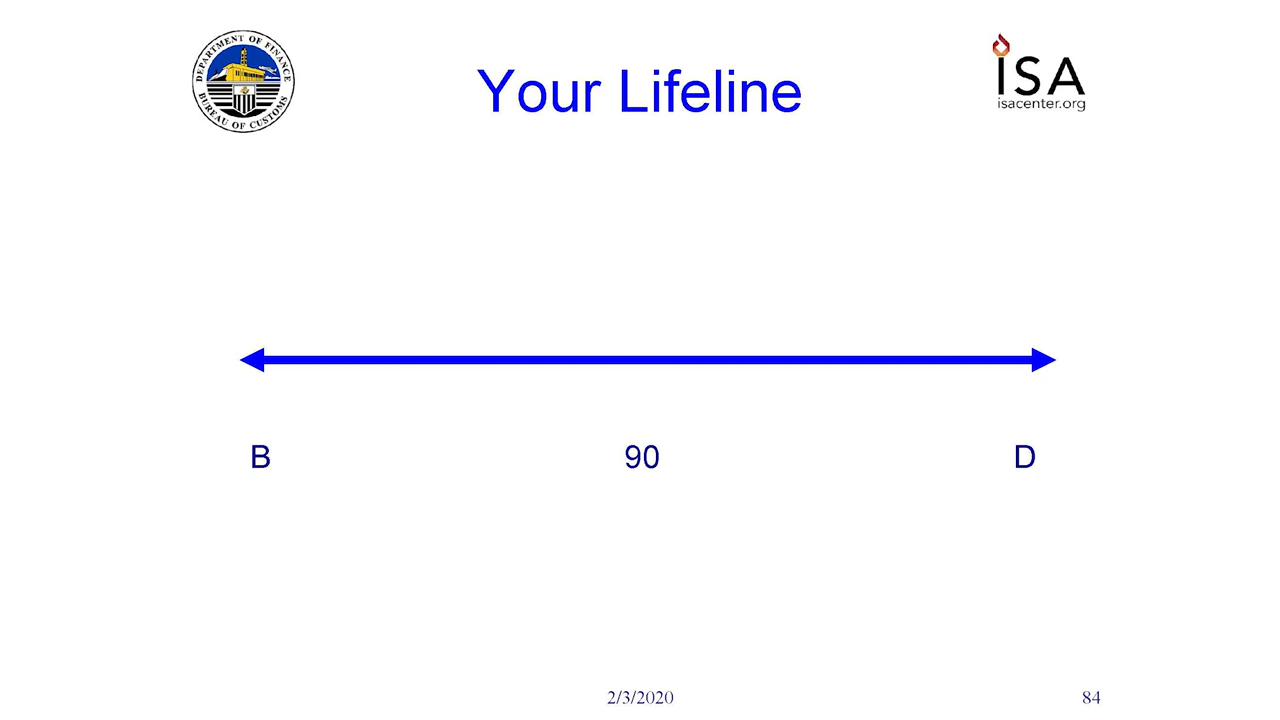 DEPARTMENT OF FINANCE
BUREAU OF CUSTOMS
Your Lifeline
ISA
isacenter.org
B 90 D
2/3/2020 84